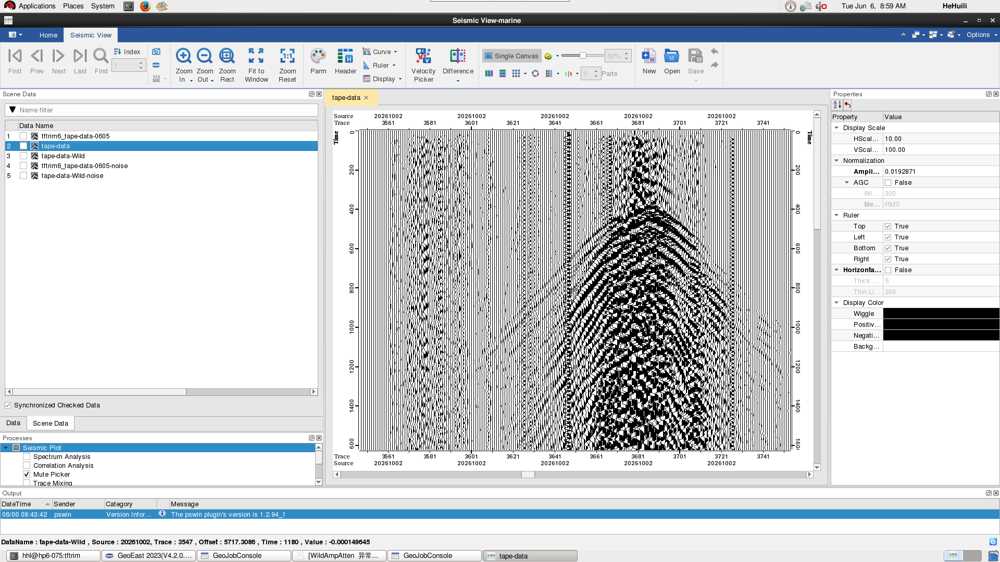 Applications Places System Tue Jun 6, 8:59 AM HeHuili
Seismic View-marine
Home Seismic View Options
First Prev Next Last Find Index 1
Zoom In Zoom Out Zoom Rect Fit to Window Zoom Reset
Parm Header Curve Ruler Display
Velocity Picker Difference
Single Canvas 50% 3 Parts
New Open Save
Scene Data
Name filter
Data Name
1 tftrim6_tape-data-0605
2 tape-data
3 tape-data-Wild
4 tftrim6_tape-data-0605-noise
5 tape-data-Wild-noise
Synchronized Checked Data
Data Scene Data
Processes
Seismic Plot
Spectrum Analysis
Correlation Analysis
Mute Picker
Trace Mixing
tape-data
Source 20261002 20261002 20261002 20261002 20261002
Trace 3561 3581 3601 3621 3641 3661 3681 3701 3721 3741
Time 0 200 400 600 800 1000 1200 1400 600
Time 0 200 400 600 800 1000 1200 1400 160
Trace 3561 3581 3601 3621 3641 3661 3681 3701 3721 3741
Source 20261002 20261002 20261002 20261002 20261002
Properties
Property Value
Display Scale
HScal... 10.00
VScal... 100.00
Normalization
Ampli... 0.0192871
AGC False
Wi... 300
Me... RMS
Ruler
Top True
Left True
Bottom True
Right True
Horizonta... False
Thick ... 5
Thin Li... 200
Display Color
Wiggle
Positiv...
Negati...
Backg...
Output
DateTime Sender Category Message
06/06 08:43:42 pswin Version Infor... The pswin plugin's version is 1.2.94_1
DataName : tape-data-Wild , Source : 20261002, Trace : 3547 , Offset : 5717.3086 , Time : 1180 , Value : -0.000149645
hhl@hp6-075:tftrim GeoEast 2023(V4.2.0.... GeoJobConsole [WildAmpAtten 异常... GeoJobConsole tape-data